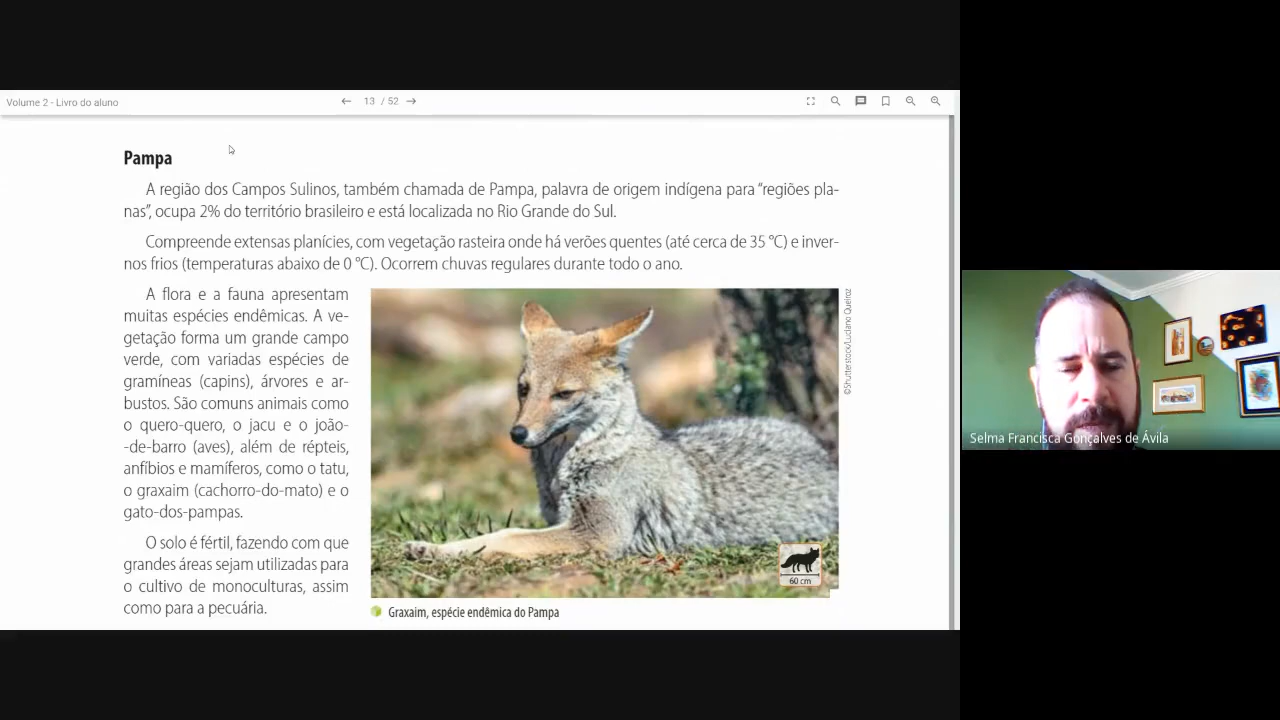 Volume 2 - Livro do aluno
13 / 52
Pampa
A região dos Campos Sulinos, também chamada de Pampa, palavra de origem indígena para “regiões pla-
nas”, ocupa 2% do território brasileiro e está localizada no Rio Grande do Sul.
Compreende extensas planícies, com vegetação rasteira onde há verões quentes (até cerca de 35 °C) e inver-
nos frios (temperaturas abaixo de 0 °C). Ocorrem chuvas regulares durante todo o ano.
A flora e a fauna apresentam
muitas espécies endêmicas. A ve-
getação forma um grande campo
verde, com variadas espécies de
gramíneas (capins), árvores e ar-
bustos. São comuns animais como
o quero-quero, o jacu e o joão-
-de-barro (aves), além de répteis,
anfíbios e mamíferos, como o tatu,
o graxaim (cachorro-do-mato) e o
gato-dos-pampas.
O solo é fértil, fazendo com que
grandes áreas sejam utilizadas para
o cultivo de monoculturas, assim
como para a pecuária.
©Shutterstock/Luciano Queiroz
60 cm
Graxaim, espécie endêmica do Pampa
Selma Francisca Gonçalves de Ávila